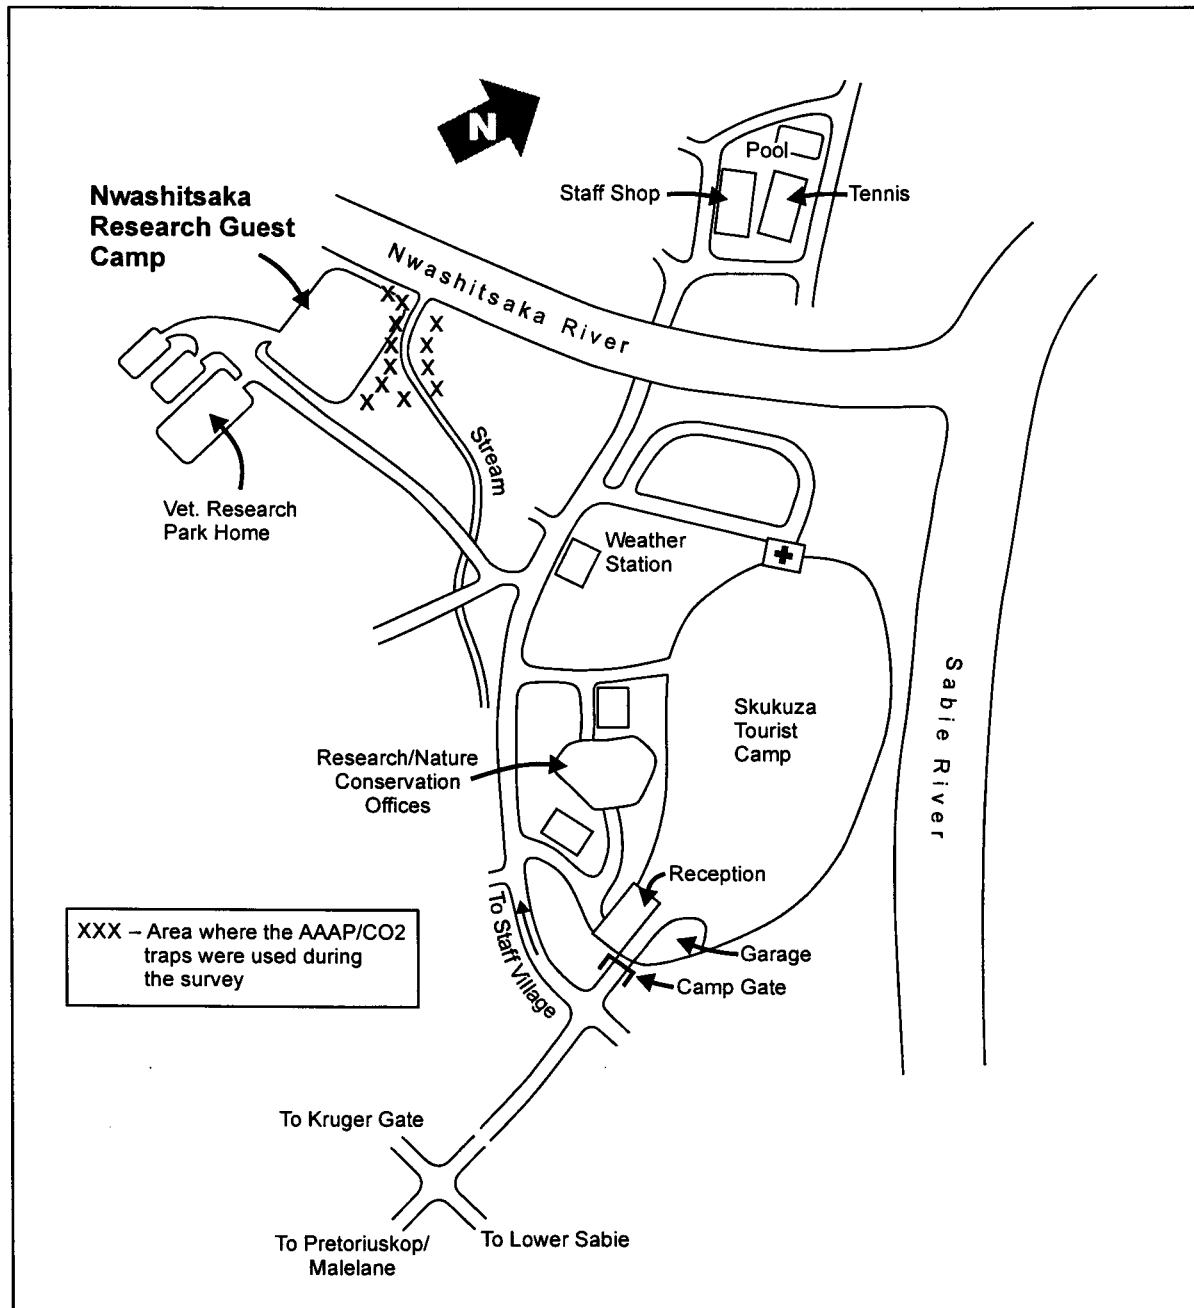 N
Pool
Staff Shop
Tennis
Nwashitsaka
Research Guest
Camp
Nwashitsaka River
X
X
X
X
X
X
X
X
X
X
X
X
X
Stream
Vet. Research
Park Home
Weather
Station
Skukuza
Tourist
Camp
Sabie River
Research/Nature
Conservation
Offices
Reception
To Staff Village
Garage
Camp Gate
XXX – Area where the AAAP/CO2
traps were used during
the survey
To Kruger Gate
To Lower Sabie
To Pretoriuskop/
Malelane